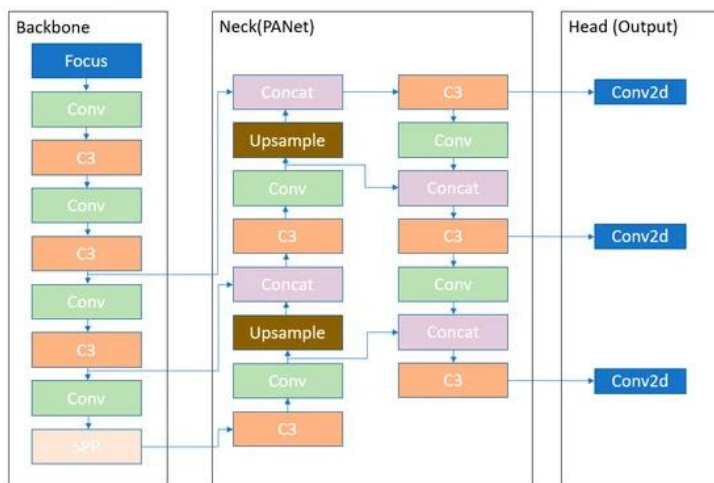 Backbone
Focus
Conv
C3
Conv
C3
Conv
C3
Conv
SPP
Neck(PANet)
Concat
Upsample
Conv
C3
Concat
Upsample
Conv
C3
C3
Conv
Concat
C3
Conv
Concat
C3
Head (Output)
Conv2d
Conv2d
Conv2d